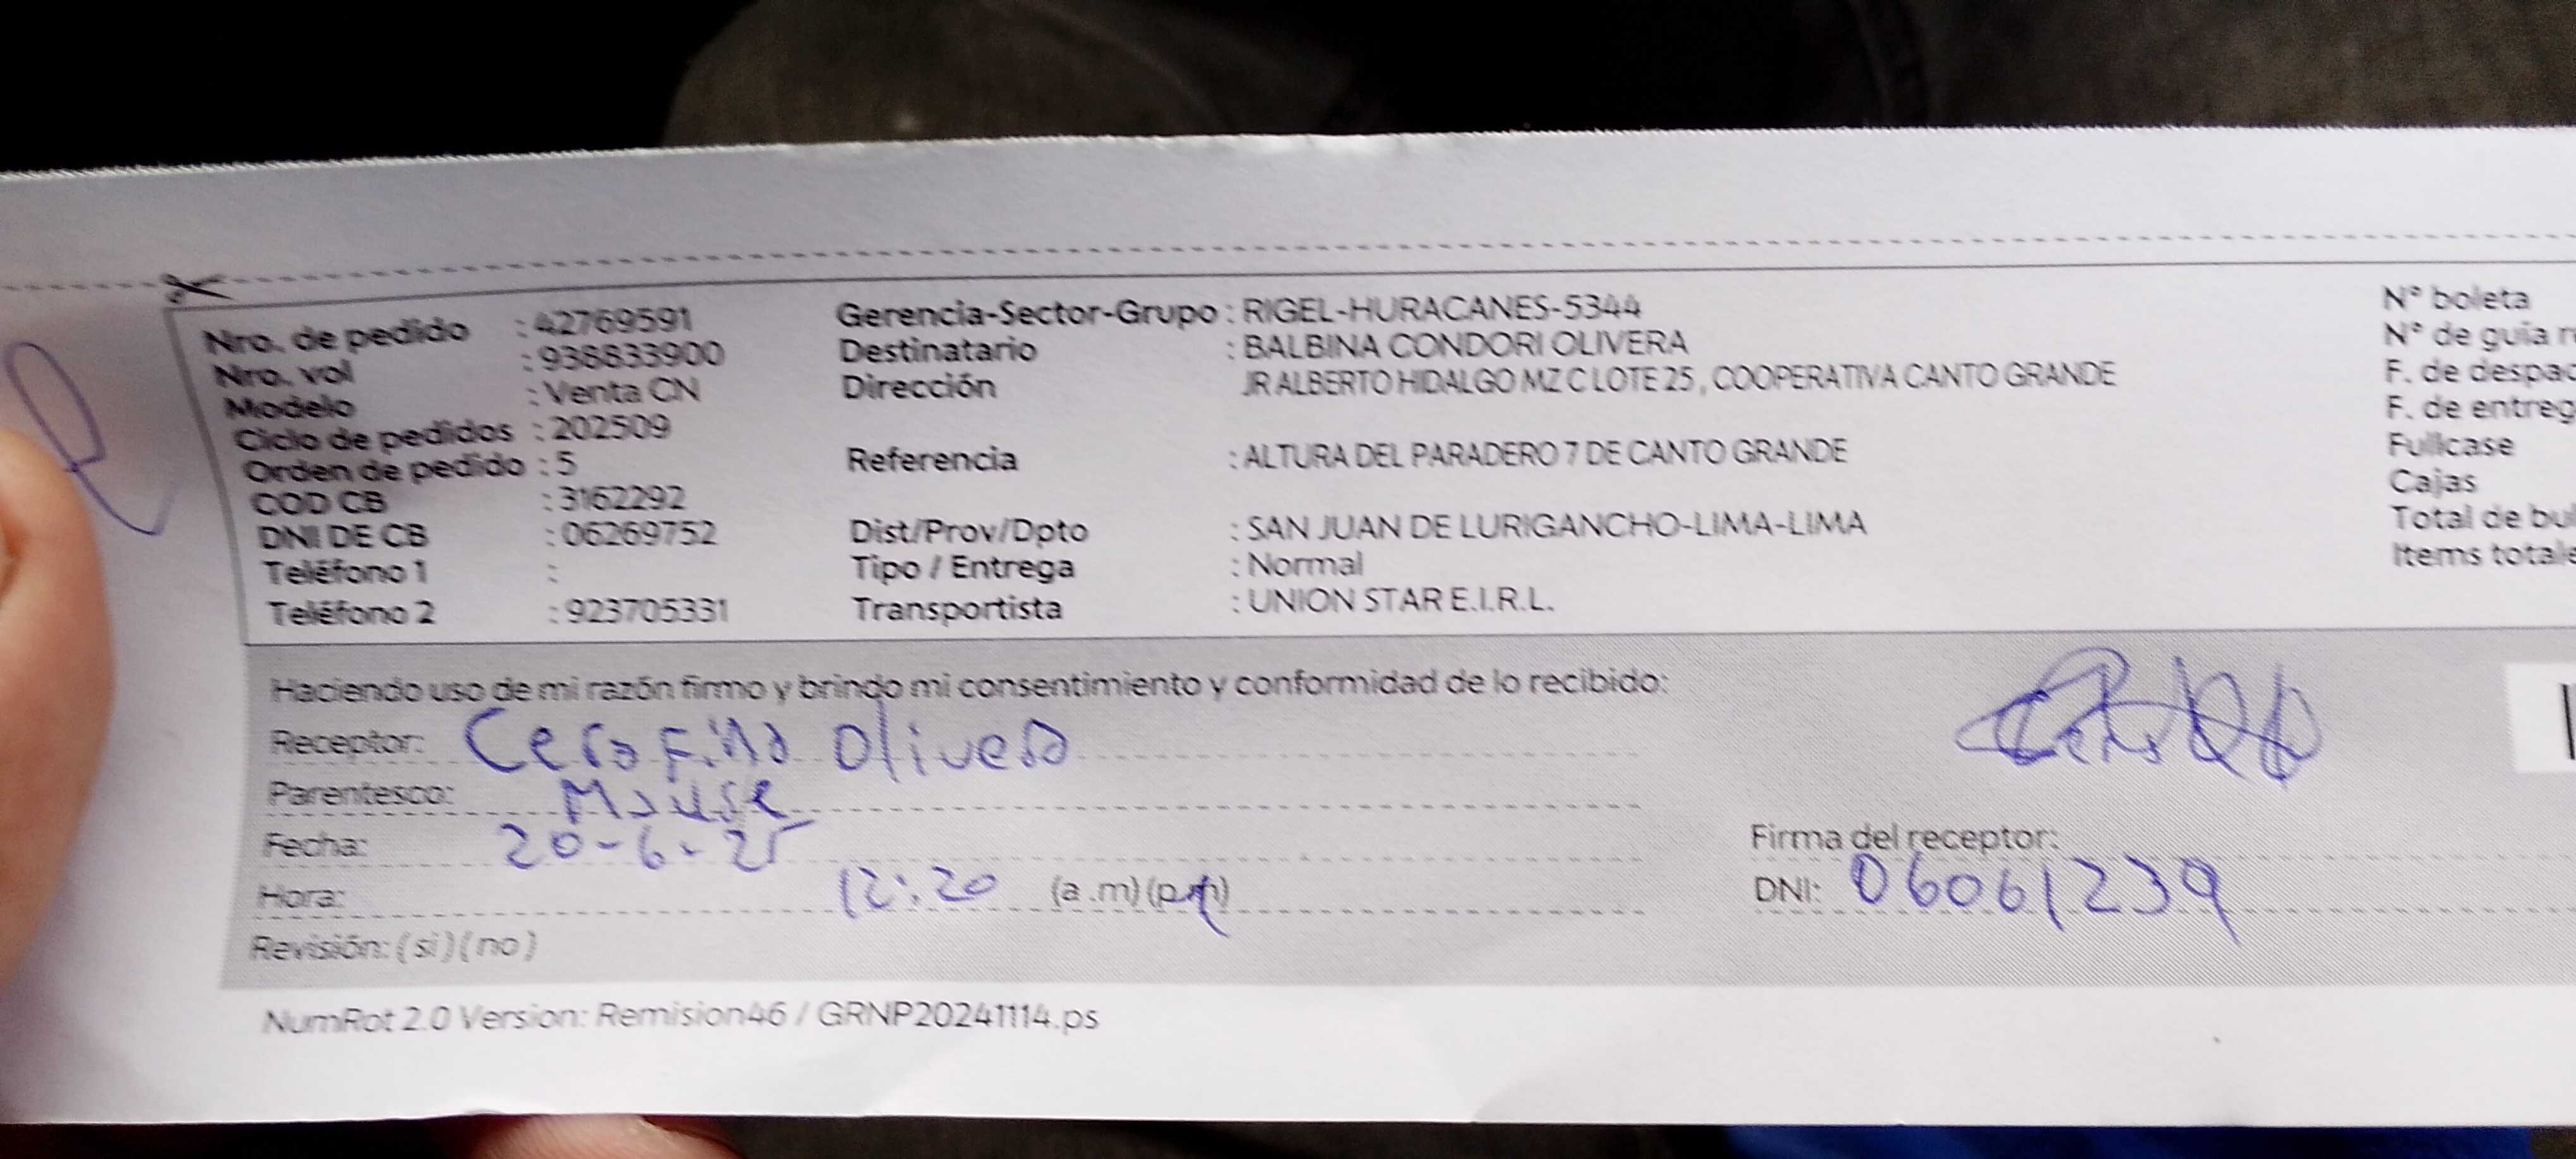 Nro. de pedido : 42769591
Nro. vol : 938833900
Modelo : Venta CN
Ciclo de pedidos : 202509
Orden de pedido : 5
COD CB : 3162292
DNI DE CB : 06269752
Teléfono 1 :
Teléfono 2 : 923705331
Gerencia-Sector-Grupo : RIGEL-HURACANES-5344
Destinatario : BALBINA CONDORI OLIVERA
Dirección JR ALBERTO HIDALGO MZ C LOTE 25 , COOPERATIVA CANTO GRANDE
Referencia : ALTURA DEL PARADERO 7 DE CANTO GRANDE
Dist/Prov/Dpto : SAN JUAN DE LURIGANCHO-LIMA-LIMA
Tipo / Entrega : Normal
Transportista : UNION STAR E.I.R.L.
N° boleta
N° de guía
F. de despac
F. de entreg
Fullcase
Cajas
Total de bul
Items totale
Haciendo uso de mi razón firmo y brindo mi consentimiento y conformidad de lo recibido:
Receptor: Cerafina Olivera
Parentesco:
Fecha: 20-6-25
Hora: 12:20 (a .m) (p.m)
Revisión: ( si ) ( no )
Firma del receptor:
DNI: 06061239
NumRot 2.0 Version: Remision46 / GRNP20241114.ps